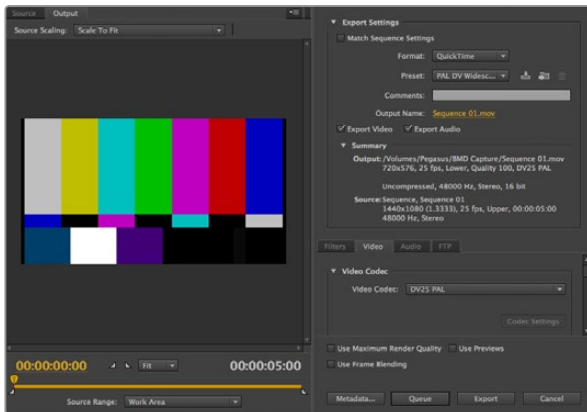 Source Output
Source Scaling: Scale To Fit
00:00:00:00 Fit 00:00:05:00
Source Range: Work Area
Export Settings
Match Sequence Settings
Format: QuickTime
Preset: PAL DV Widesc...
Comments:
Output Name: Sequence 01.mov
Export Video Export Audio
Summary
Output: /Volumes/Pegasus/BMD Capture/Sequence 01.mov
720x576, 25 fps, Lower, Quality 100, DV25 PAL
Uncompressed, 48000 Hz, Stereo, 16 bit
Source: Sequence, Sequence 01
1440x1080 (1.3333), 25 fps, Upper, 00:00:05:00
48000 Hz, Stereo
Filters Video Audio FTP
Video Codec
Video Codec: DV25 PAL
Codec Settings
Use Maximum Render Quality Use Previews
Use Frame Blending
Metadata... Queue Export Cancel